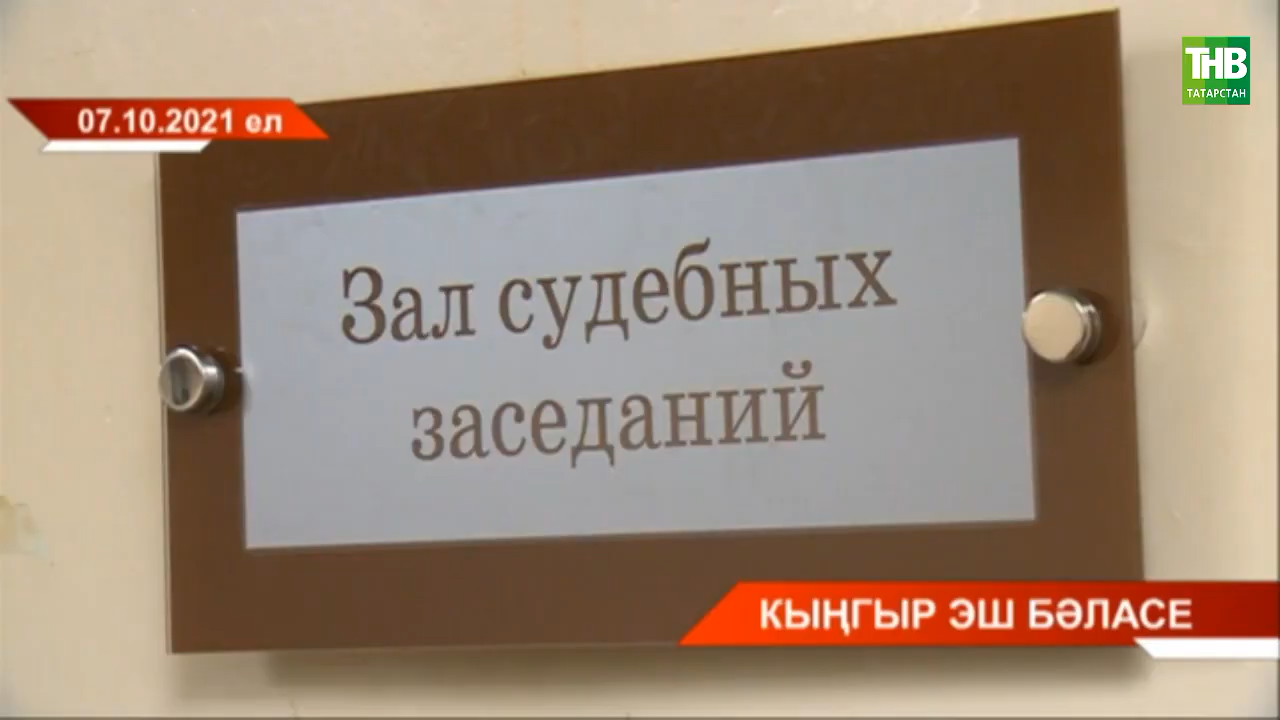 ТНВ
ТАТАРСТАН
07.10.2021 ел
Зал судебных
заседаний
КЫҢГЫР ЭШ БӘЛАСЕ